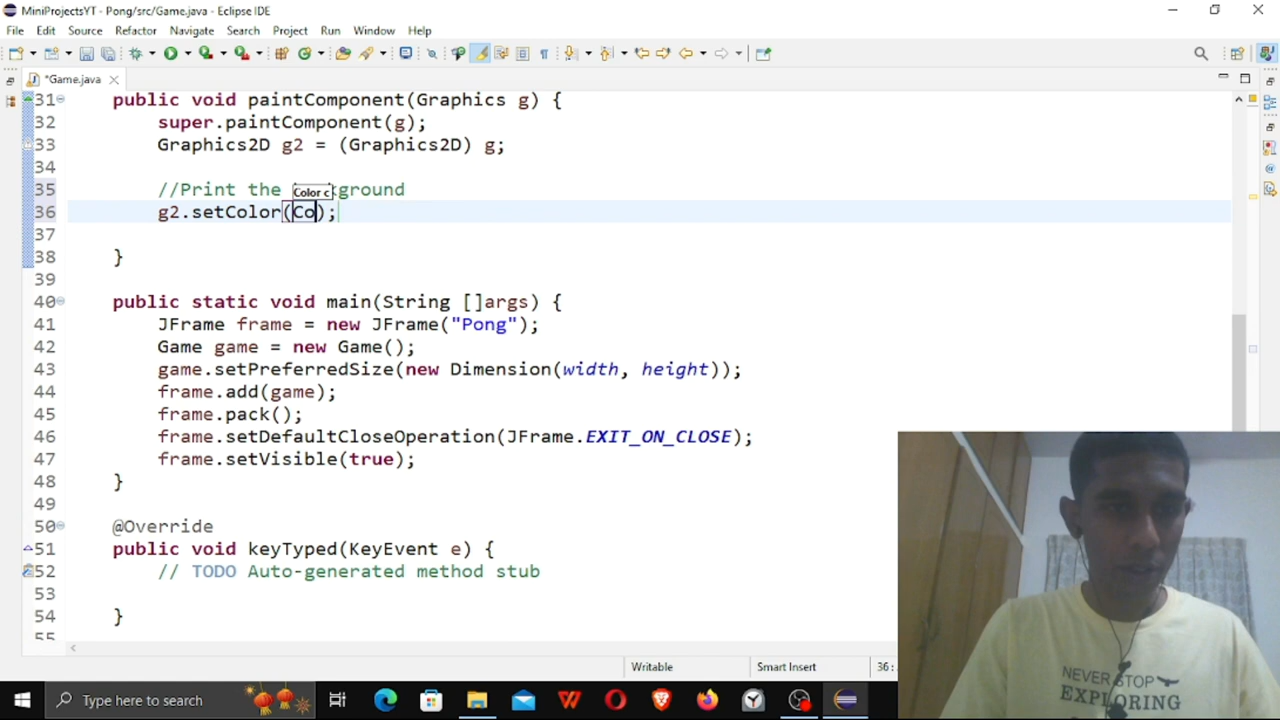 MiniProjectsYT - Pong/src/Game.java - Eclipse IDE
File Edit Source Refactor Navigate Search Project Run Window Help
*Game.java
31 public void paintComponent(Graphics g) {
32 super.paintComponent(g);
33 Graphics2D g2 = (Graphics2D) g;
34
35 //Print the kground
Color c
36 g2.setColor(Co);
37
38 }
39
40 public static void main(String []args) {
41 JFrame frame = new JFrame("Pong");
42 Game game = new Game();
43 game.setPreferredSize(new Dimension(width, height));
44 frame.add(game);
45 frame.pack();
46 frame.setDefaultCloseOperation(JFrame.EXIT_ON_CLOSE);
47 frame.setVisible(true);
48 }
49
50 @Override
51 public void keyTyped(KeyEvent e) {
52 // TODO Auto-generated method stub
53
54 }
55
Writable Smart Insert 36:
Type here to search
NEVER STOP
EXPLORING